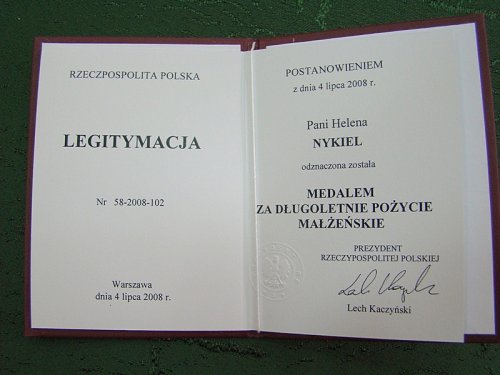 RZECZPOSPOLITA POLSKA
LEGITYMACJA
Nr 58-2008-102
Warszawa
dnia 4 lipca 2008 r.
POSTANOWIENIEM
z dnia 4 lipca 2008 r.
Pani Helena
NYKIEL
odznaczona została
MEDALEM
ZA DŁUGOLETNIE POŻYCIE
MAŁŻEŃSKIE
PREZYDENT
RZECZYPOSPOLITEJ POLSKIEJ
Lech Kaczyński